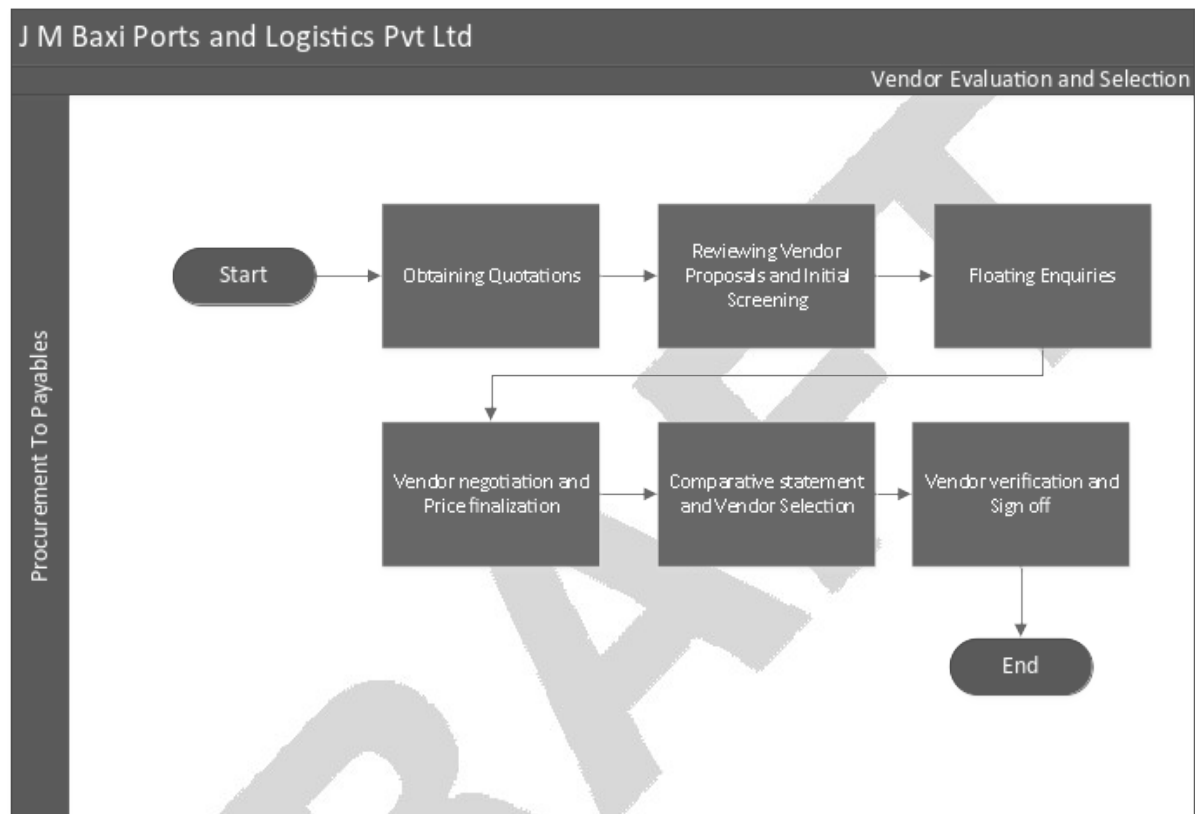 J M Baxi Ports and Logistics Pvt Ltd
Vendor Evaluation and Selection
Procurement To Payables
Start
Obtaining Quotations
Reviewing Vendor
Proposals and Initial
Screening
Floating Enquiries
Vendor negotiation and
Price finalization
Comparative statement
and Vendor Selection
Vendor verification and
Sign off
End